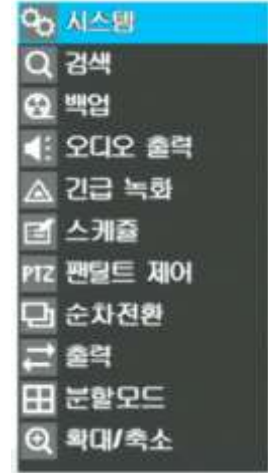 시스템
검색
백업
오디오 출력
긴급 녹화
스케쥴
PTZ 팬틸트 제어
순차전환
출력
분할모드
확대/축소